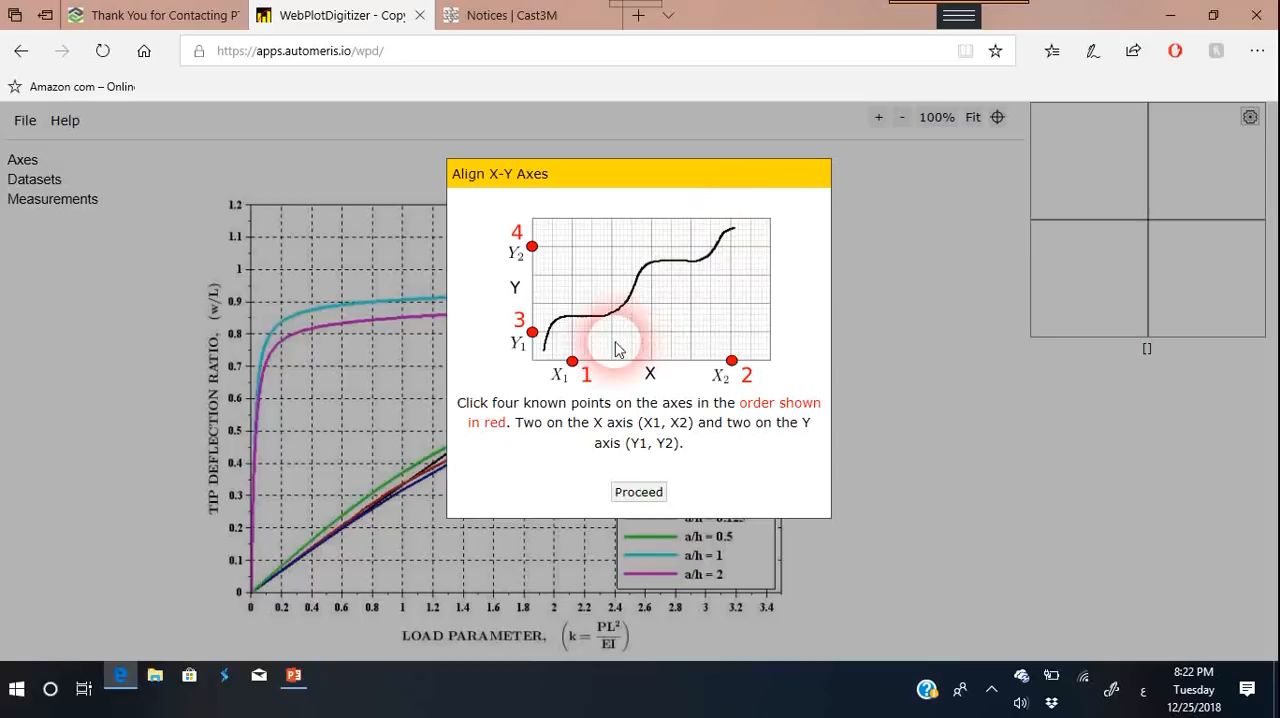 Thank You for Contacting PT
WebPlotDigitizer - Copy
Notices | Cast3M
https://apps.automeris.io/wpd/
Amazon com – Onlin
File Help
+ - 100% Fit
Axes
Datasets
Measurements
Align X-Y Axes
4
Y2
Y
3
Y1
X1 1 X X2 2
Click four known points on the axes in the order shown
in red. Two on the X axis (X1, X2) and two on the Y
axis (Y1, Y2).
Proceed
[]
1.2
1.1
1
0.9
0.8
0.7
0.6
0.5
0.4
0.3
0.2
0.1
0
TIP DEFLECTION RATIO, (w/L)
a/h = 0.125
a/h = 0.5
a/h = 1
a/h = 2
0 0.2 0.4 0.6 0.8 1 1.2 1.3 1.4 1.6 1.8 2 2.2 2.4 2.6 2.8 3 3.2 3.4
LOAD PARAMETER, (k = PL²
EI)
8:22 PM
Tuesday
12/25/2018
ع